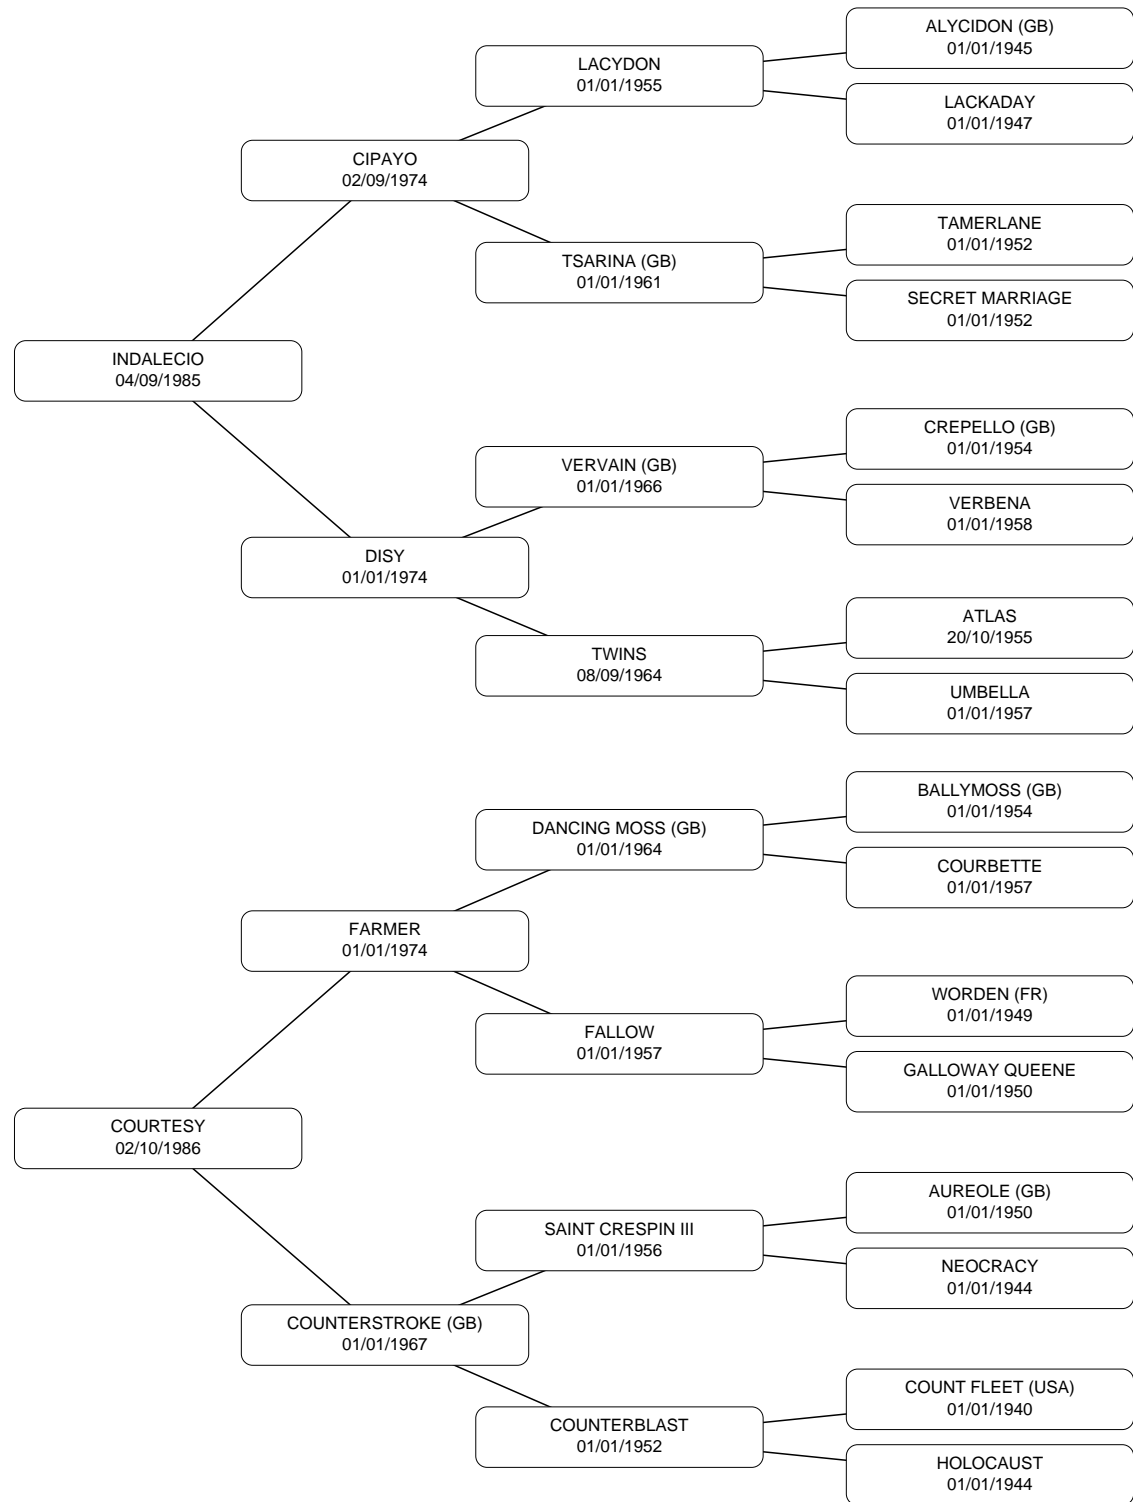 ALYCIDON (GB)
01/01/1945
LACYDON
01/01/1955
LACKADAY
01/01/1947
CIPAYO
02/09/1974
TAMERLANE
01/01/1952
TSARINA (GB)
01/01/1961
SECRET MARRIAGE
01/01/1952
INDALECIO
04/09/1985
CREPELLO (GB)
01/01/1954
VERVAIN (GB)
01/01/1966
VERBENA
01/01/1958
DISY
01/01/1974
ATLAS
20/10/1955
TWINS
08/09/1964
UMBELLA
01/01/1957
BALLYMOSS (GB)
01/01/1954
DANCING MOSS (GB)
01/01/1964
COURBETTE
01/01/1957
FARMER
01/01/1974
WORDEN (FR)
01/01/1949
FALLOW
01/01/1957
GALLOWAY QUEENE
01/01/1950
COURTESY
02/10/1986
AUREOLE (GB)
01/01/1950
SAINT CRESPIN III
01/01/1956
NEOCRACY
01/01/1944
COUNTERSTROKE (GB)
01/01/1967
COUNT FLEET (USA)
01/01/1940
COUNTERBLAST
01/01/1952
HOLOCAUST
01/01/1944